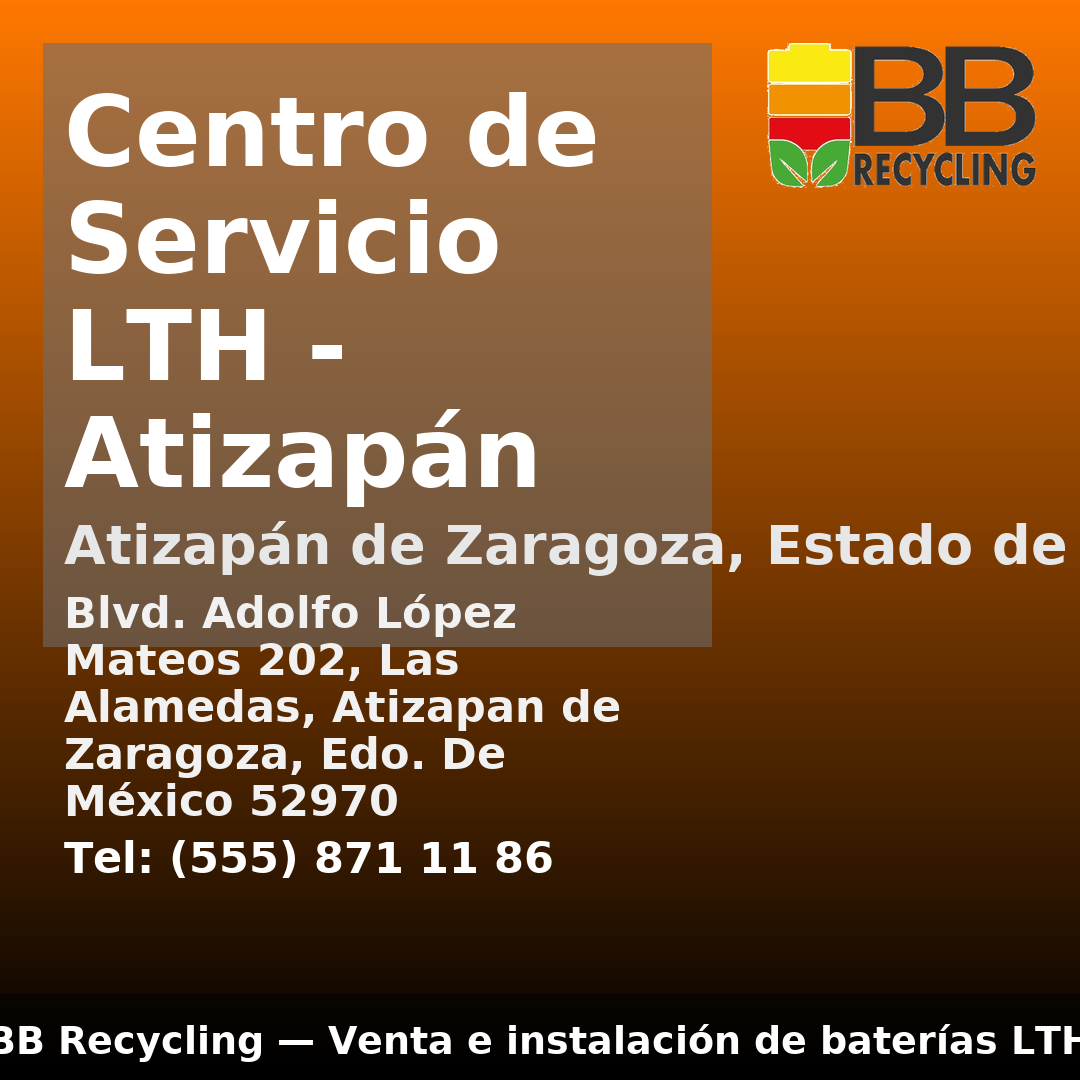 BB
RECYCLING
Centro de
Servicio
LTH -
Atizapán
Atizapán de Zaragoza, Estado de
Blvd. Adolfo López
Mateos 202, Las
Alamedas, Atizapan de
Zaragoza, Edo. De
México 52970
Tel: (555) 871 11 86
BB Recycling — Venta e instalación de baterías LTH